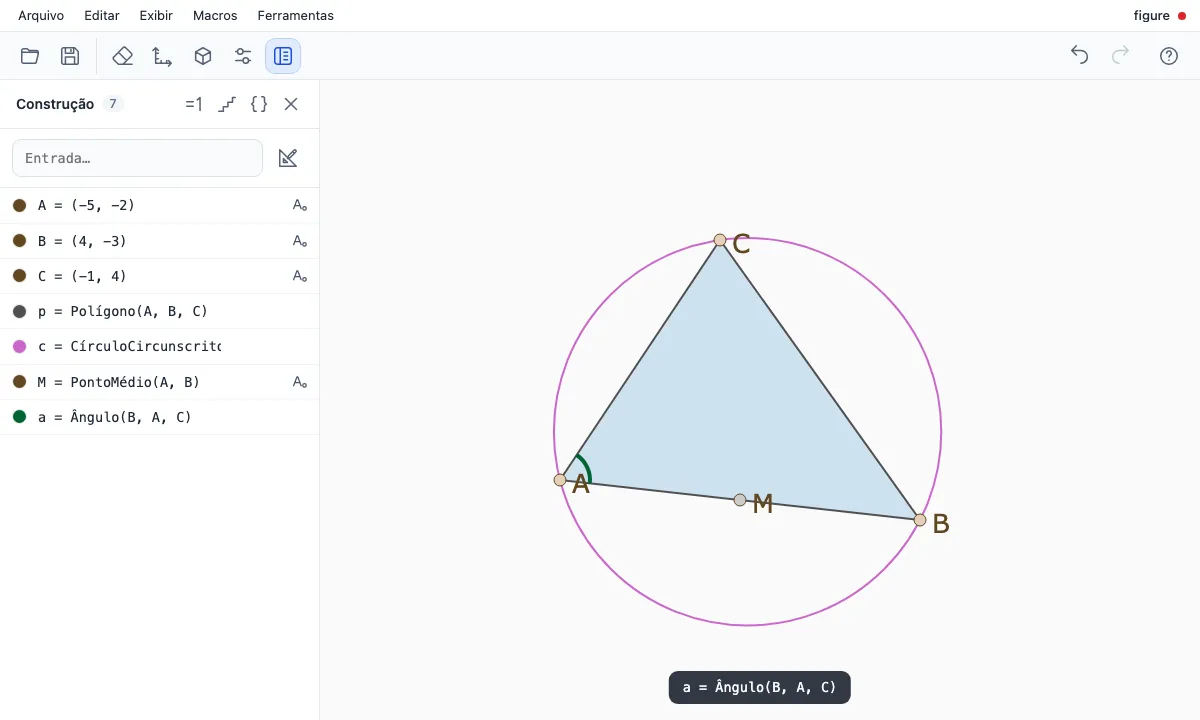 Arquivo Editar Exibir Macros Ferramentas figure
Construção 7 =1 {}
Entrada…
A = (−5, −2) A
B = (4, −3) A
C = (−1, 4) A
p = Polígono(A, B, C)
c = CírculoCircunscrito
M = PontoMédio(A, B) A
a = Ângulo(B, A, C)
C
A
M
B
a = Ângulo(B, A, C)